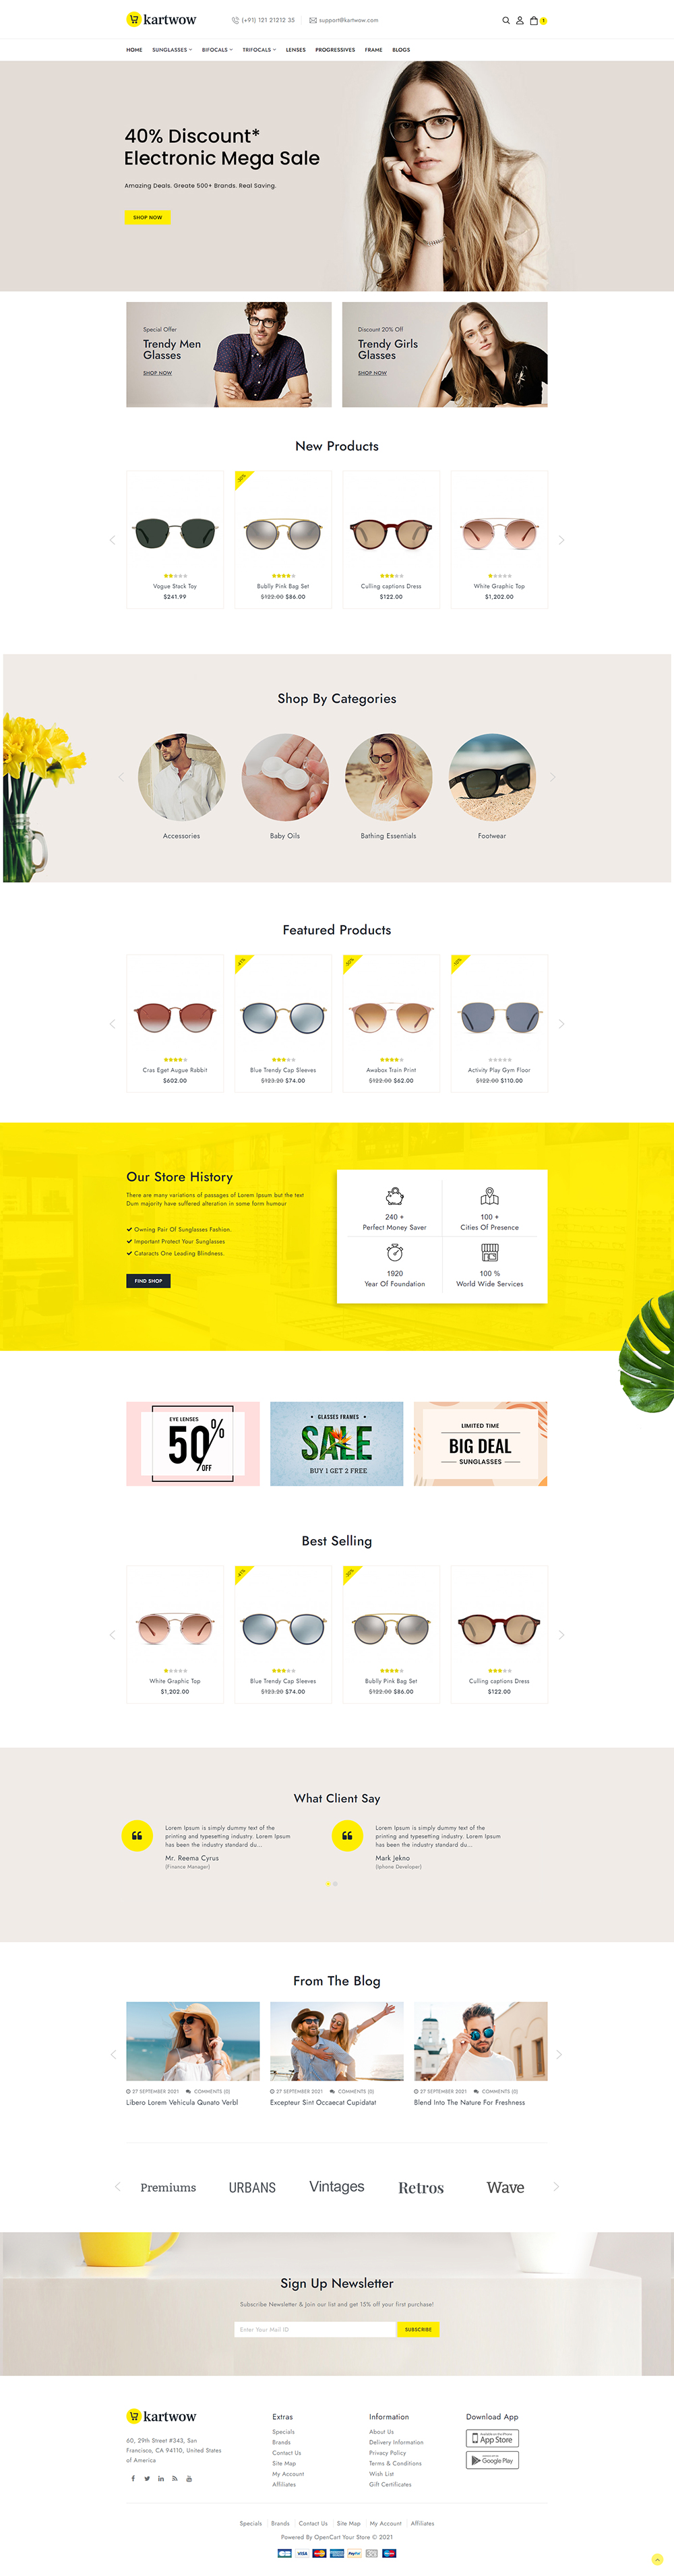 kartwow
(+91) 121 21212 35
support@kartwow.com
1
HOME SUNGLASSES BIFOCALS TRIFOCALS LENSES PROGRESSIVES FRAME BLOGS
40% Discount*
Electronic Mega Sale
Amazing Deals. Greate 500+ Brands. Real Saving.
SHOP NOW
Special Offer
Trendy Men
Glasses
SHOP NOW
Discount 20% Off
Trendy Girls
Glasses
SHOP NOW
New Products
-30%
Vogue Stack Toy
$241.99
Bublly Pink Bag Set
$122.00 $86.00
Culling captions Dress
$122.00
White Graphic Top
$1,202.00
Shop By Categories
Accessories
Baby Oils
Bathing Essentials
Footwear
Featured Products
-41%
-50%
-10%
Cras Eget Augue Rabbit
$602.00
Blue Trendy Cap Sleeves
$123.20 $74.00
Awabox Train Print
$122.00 $62.00
Activity Play Gym Floor
$122.00 $110.00
Our Store History
There are many variations of passages of Lorem Ipsum but the text
Dum majority have suffered alteration in some form humour
Owning Pair Of Sunglasses Fashion.
Important Protect Your Sunglasses
Cataracts One Leading Blindness.
FIND SHOP
240 +
Perfect Money Saver
100 +
Cities Of Presence
1920
Year Of Foundation
100 %
World Wide Services
EYE LENSES
50%
OFF
• GLASSES FRAMES •
SALE
BUY 1 GET 2 FREE
LIMITED TIME
BIG DEAL
SUNGLASSES
Best Selling
-41%
-30%
White Graphic Top
$1,202.00
Blue Trendy Cap Sleeves
$123.20 $74.00
Bublly Pink Bag Set
$122.00 $86.00
Culling captions Dress
$122.00
What Client Say
Lorem Ipsum is simply dummy text of the
printing and typesetting industry. Lorem Ipsum
has been the industry standard du...
Mr. Reema Cyrus
(Finance Manager)
Lorem Ipsum is simply dummy text of the
printing and typesetting industry. Lorem Ipsum
has been the industry standard du...
Mark Jekno
(Iphone Developer)
From The Blog
27 SEPTEMBER 2021 COMMENTS (0)
Libero Lorem Vehicula Qunato Verbl
27 SEPTEMBER 2021 COMMENTS (0)
Excepteur Sint Occaecat Cupidatat
27 SEPTEMBER 2021 COMMENTS (0)
Blend Into The Nature For Freshness
Premiums URBANS Vintages Retros Wave
Sign Up Newsletter
Subscribe Newsletter & Join our list and get 15% off your first purchase!
Enter Your Mail ID
SUBSCRIBE
kartwow
60, 29th Street #343, San
Francisco, CA 94110, United States
of America
Extras
Specials
Brands
Contact Us
Site Map
My Account
Affiliates
Information
About Us
Delivery Information
Privacy Policy
Terms & Conditions
Wish List
Gift Certificates
Download App
App Store
Google Play
Specials Brands Contact Us Site Map My Account Affiliates
Powered By OpenCart Your Store © 2021
VISA
PayPal